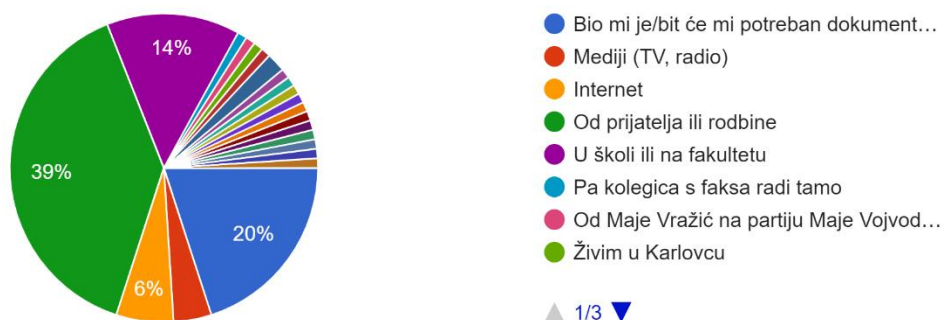 14%
39%
20%
6%
Bio mi je/bit će mi potreban dokument…
Mediji (TV, radio)
Internet
Od prijatelja ili rodbine
U školi ili na fakultetu
Pa kolegica s faksa radi tamo
Od Maje Vražić na partiju Maje Vojvod…
Živim u Karlovcu
1/3